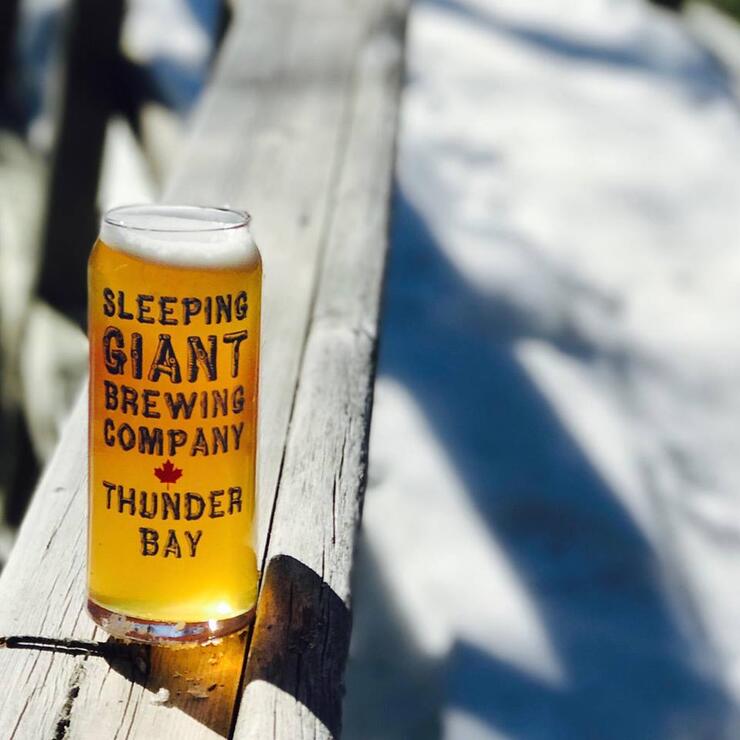 SLEEPING
GIANT
BREWING
COMPANY
THUNDER
BAY